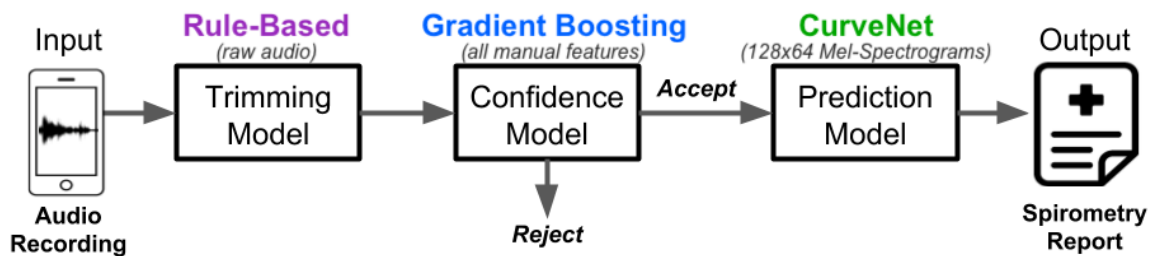 Input
Audio
Recording
Rule-Based
(raw audio)
Trimming
Model
Gradient Boosting
(all manual features)
Confidence
Model
Accept
Reject
CurveNet
(128x64 Mel-Spectrograms)
Prediction
Model
Output
Spirometry
Report